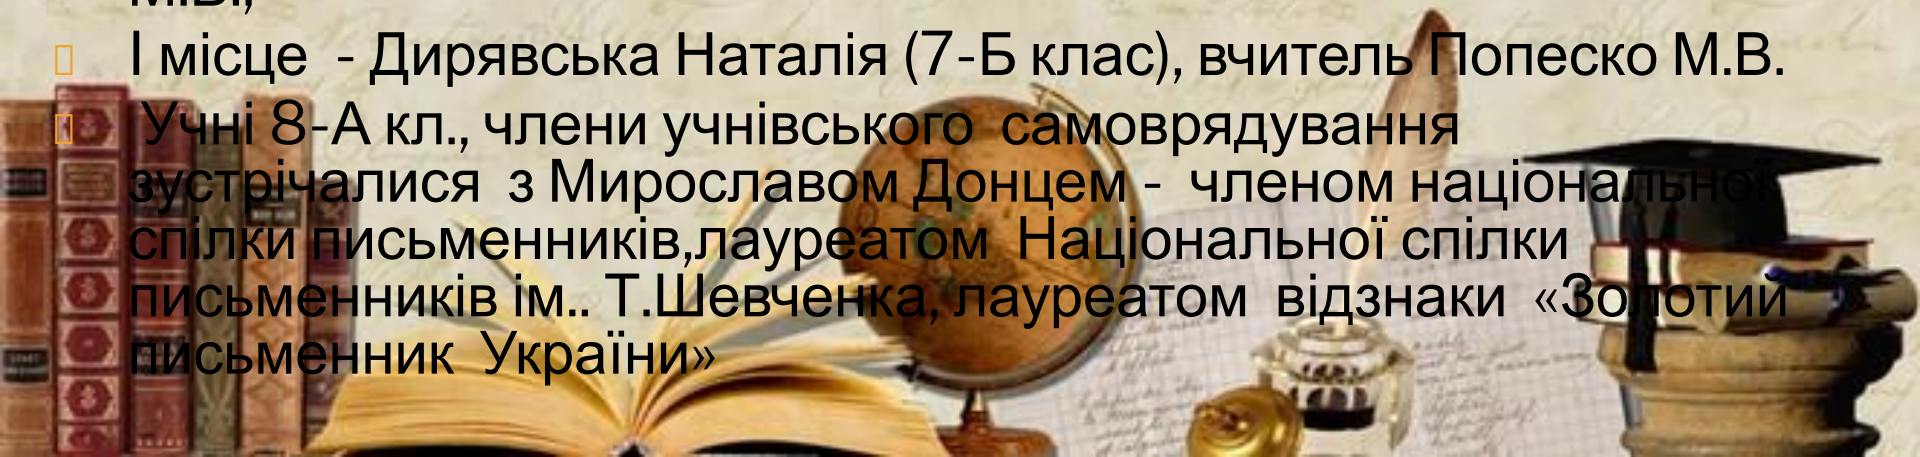 І місце - Дирявська Наталія (7-Б клас), вчитель Попеско М.В.
Учні 8-А кл., члени учнівського самоврядування
зустрічалися з Мирославом Донцем - членом національної
спілки письменників,лауреатом Національної спілки
письменників ім.. Т.Шевченка, лауреатом відзнаки «Золотий
письменник України»